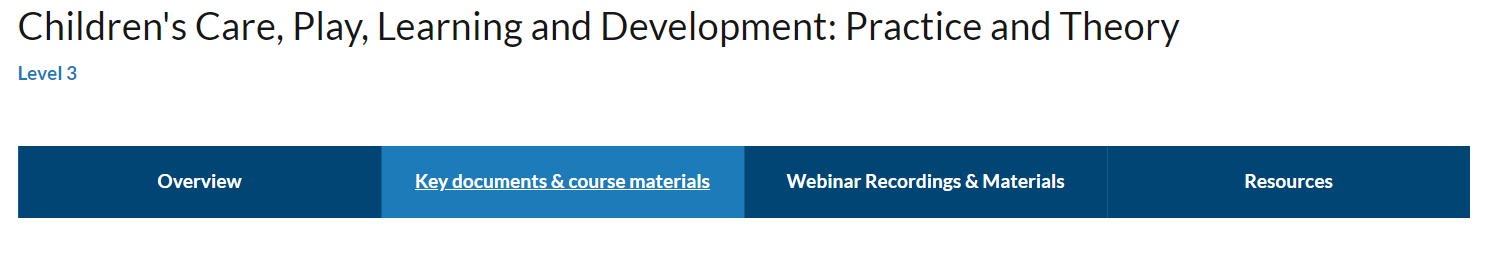 Children's Care, Play, Learning and Development: Practice and Theory
Level 3
Overview
Key documents & course materials
Webinar Recordings & Materials
Resources